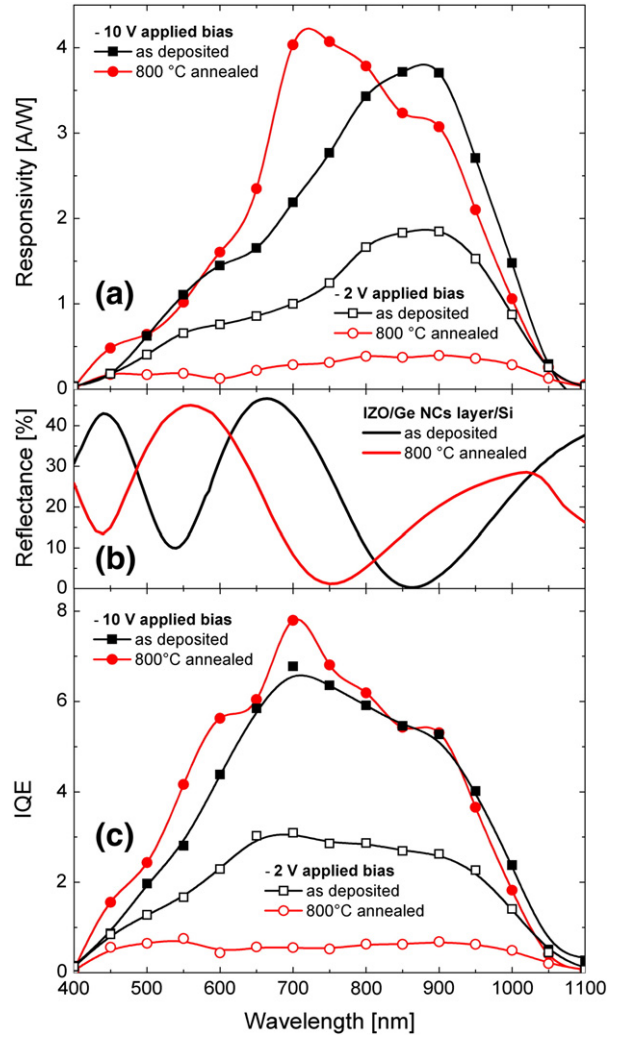 4
3
2
1
0
Responsivity [A/W]
- 10 V applied bias
as deposited
800 °C annealed
(a)
- 2 V applied bias
as deposited
800 °C annealed
40
30
20
10
0
Reflectance [%]
IZO/Ge NCs layer/Si
as deposited
800 °C annealed
(b)
8
6
4
2
0
IQE
- 10 V applied bias
as deposited
800°C annealed
(c)
- 2 V applied bias
as deposited
800°C annealed
400 500 600 700 800 900 1000 1100
Wavelength [nm]